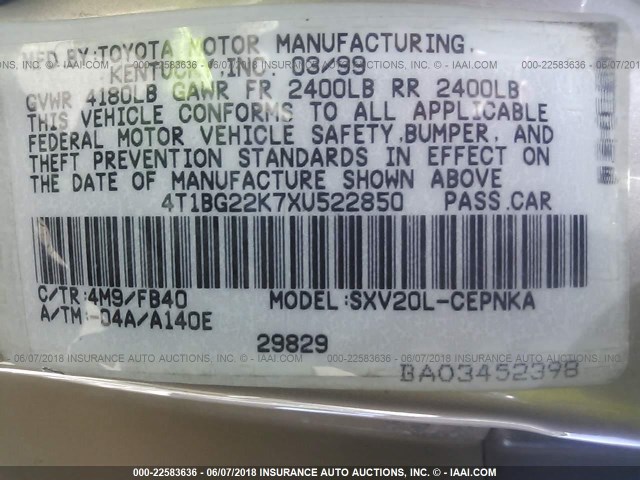 MFD BY:TOYOTA MOTOR MANUFACTURING,
KENTUCKY,INC. 03/99
GVWR 4180LB GAWR FR 2400LB RR 2400LB
THIS VEHICLE CONFORMS TO ALL APPLICABLE
FEDERAL MOTOR VEHICLE SAFETY,BUMPER, AND
THEFT PREVENTION STANDARDS IN EFFECT ON
THE DATE OF MANUFACTURE SHOWN ABOVE
4T1BG22K7XU522850 PASS.CAR
C/TR:4M9/FB40 MODEL:SXV20L-CEPNKA
A/TM:-04A/A140E
29829
BA03452398
000-22583636 - 06/07/2018 INSURANCE AUTO AUCTIONS, INC. - © - IAAI.COM